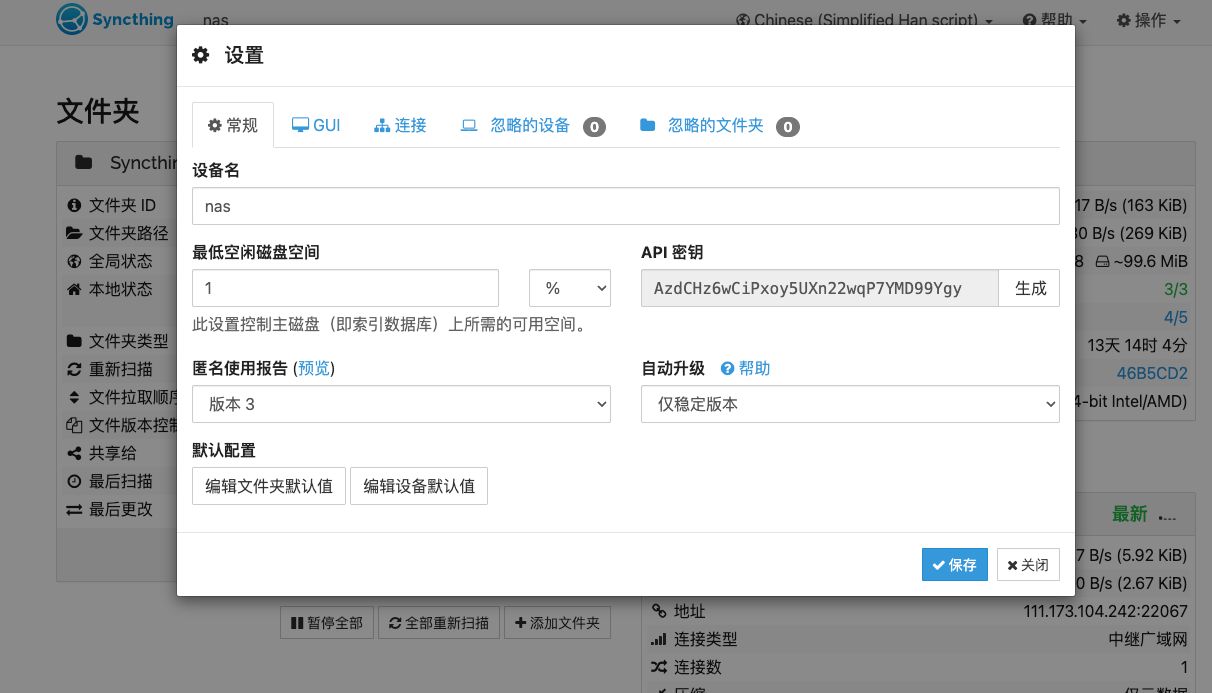 Syncthing nas Chinese (Simplified Han script) 帮助 操作
设置
文件夹
常规 GUI 连接 忽略的设备 0 忽略的文件夹 0
设备名
nas
最低空闲磁盘空间 API 密钥
1 % AzdCHz6wCiPxoy5UXn22wqP7YMD99Ygy 生成
此设置控制主磁盘（即索引数据库）上所需的可用空间。
匿名使用报告 (预览) 自动升级 帮助
版本 3 仅稳定版本
默认配置
编辑文件夹默认值 编辑设备默认值
保存 关闭
文件夹 ID
文件夹路径
全局状态
本地状态
文件夹类型
重新扫描
文件拉取顺序
文件版本控制
共享给
最后扫描
最后更改
暂停全部 全部重新扫描 添加文件夹
17 B/s (163 KiB)
B/s (269 KiB)
8 ~99.6 MiB
3/3
4/5
13天 14时 4分
46B5CD2
4-bit Intel/AMD)
最新
7 B/s (5.92 KiB)
0 B/s (2.67 KiB)
地址 111.173.104.242:22067
连接类型 中继广域网
连接数 1